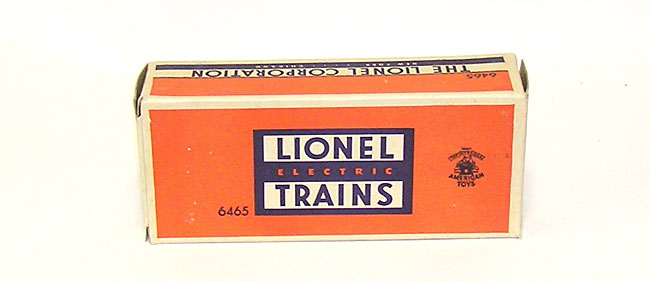 NEW YORK CHICAGO
THE LIONEL CORPORATION
6465
LIONEL
ELECTRIC
TRAINS
6465
AMERICAN
TOYS